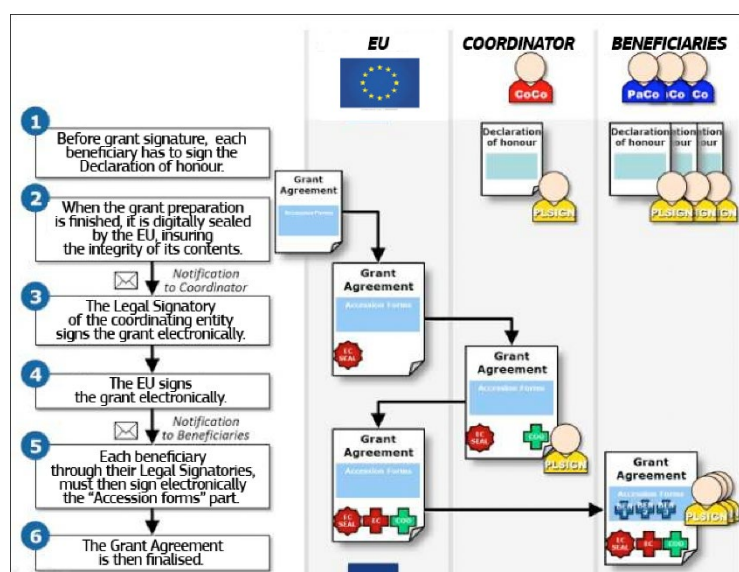 EU
COORDINATOR
BENEFICIARIES
CoCo
PaCo
aCo
Co
1
Before grant signature, each
beneficiary has to sign the
Declaration of honour.
Declaration
of honour
PLSIGN
Declaration
of honour
PLSIGN
2
When the grant preparation
is finished, it is digitally sealed
by the EU, insuring
the integrity of its contents.
Grant
Agreement
Accession Forms
Notification
to Coordinator
Grant
Agreement
Accession Forms
EC
SEAL
3
The Legal Signatory
of the coordinating entity
signs the grant electronically.
Grant
Agreement
Accession Forms
EC
SEAL
COO
PLSIGN
4
The EU signs
the grant electronically.
Notification
to Beneficiaries
Grant
Agreement
Accession Forms
EC
SEAL
EC
COO
5
Each beneficiary
through their Legal Signatories,
must then sign electronically
the “Accession forms” part.
Grant
Agreement
Accession Forms
PLSIGN
EC
SEAL
EC
COO
6
The Grant Agreement
is then finalised.